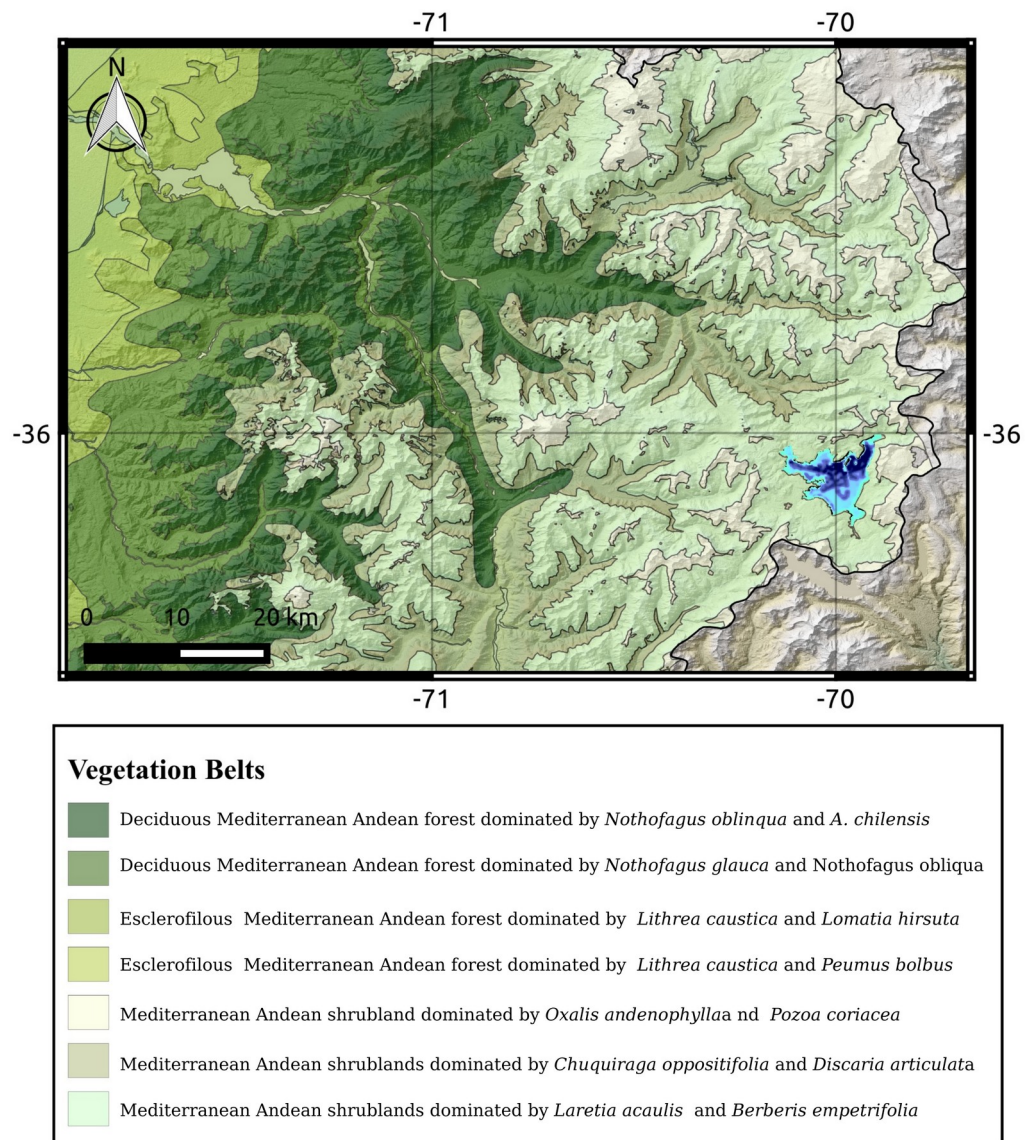 -71 -70
N
-36 -36
0 10 20 km
-71 -70
Vegetation Belts
Deciduous Mediterranean Andean forest dominated by Nothofagus oblinqua and A. chilensis
Deciduous Mediterranean Andean forest dominated by Nothofagus glauca and Nothofagus obliqua
Esclerofilous Mediterranean Andean forest dominated by Lithrea caustica and Lomatia hirsuta
Esclerofilous Mediterranean Andean forest dominated by Lithrea caustica and Peumus bolbus
Mediterranean Andean shrubland dominated by Oxalis andenophyllaa nd Pozoa coriacea
Mediterranean Andean shrublands dominated by Chuquiraga oppositifolia and Discaria articulata
Mediterranean Andean shrublands dominated by Laretia acaulis and Berberis empetrifolia